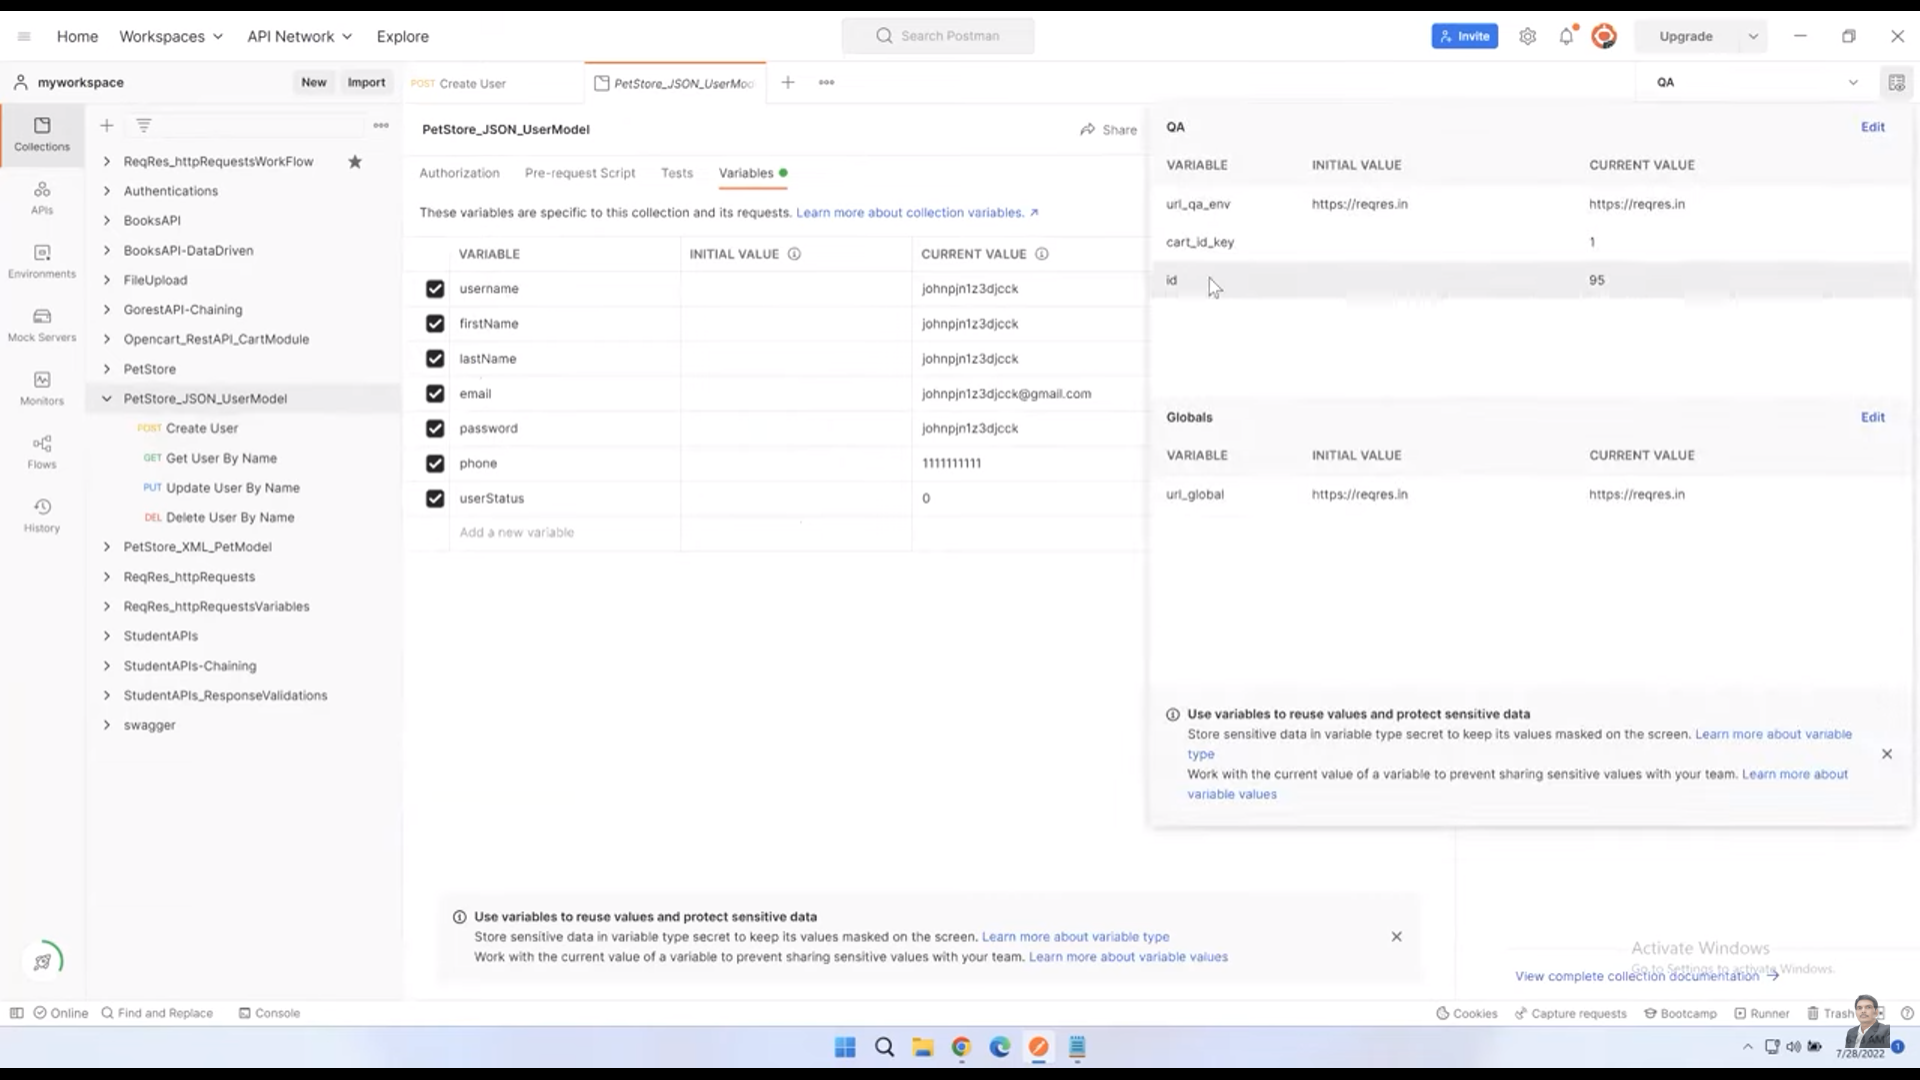 Home Workspaces API Network Explore Search Postman Invite Upgrade
myworkspace New Import POST Create User PetStore_JSON_UserMod QA
Collections
APIs
Environments
Mock Servers
Monitors
Flows
History
ReqRes_httpRequestsWorkFlow
Authentications
BooksAPI
BooksAPI-DataDriven
FileUpload
GorestAPI-Chaining
Opencart_RestAPI_CartModule
PetStore
PetStore_JSON_UserModel
POST Create User
GET Get User By Name
PUT Update User By Name
DEL Delete User By Name
PetStore_XML_PetModel
ReqRes_httpRequests
ReqRes_httpRequestsVariables
StudentAPIs
StudentAPIs-Chaining
StudentAPIs_ResponseValidations
swagger
PetStore_JSON_UserModel Share
Authorization Pre-request Script Tests Variables
These variables are specific to this collection and its requests. Learn more about collection variables. ↗
VARIABLE INITIAL VALUE CURRENT VALUE
username johnpjn1z3djcck
firstName johnpjn1z3djcck
lastName johnpjn1z3djcck
email johnpjn1z3djcck@gmail.com
password johnpjn1z3djcck
phone 1111111111
userStatus 0
Add a new variable
QA Edit
VARIABLE INITIAL VALUE CURRENT VALUE
url_qa_env https://reqres.in https://reqres.in
cart_id_key 1
id 95
Globals Edit
VARIABLE INITIAL VALUE CURRENT VALUE
url_global https://reqres.in https://reqres.in
Use variables to reuse values and protect sensitive data
Store sensitive data in variable type secret to keep its values masked on the screen. Learn more about variable
type
Work with the current value of a variable to prevent sharing sensitive values with your team. Learn more about
variable values
Use variables to reuse values and protect sensitive data
Store sensitive data in variable type secret to keep its values masked on the screen. Learn more about variable type
Work with the current value of a variable to prevent sharing sensitive values with your team. Learn more about variable values
Activate Windows
Go to Settings to activate Windows.
View complete collection documentation →
Online Find and Replace Console Cookies Capture requests Bootcamp Runner Trash
AM
7/28/2022 1